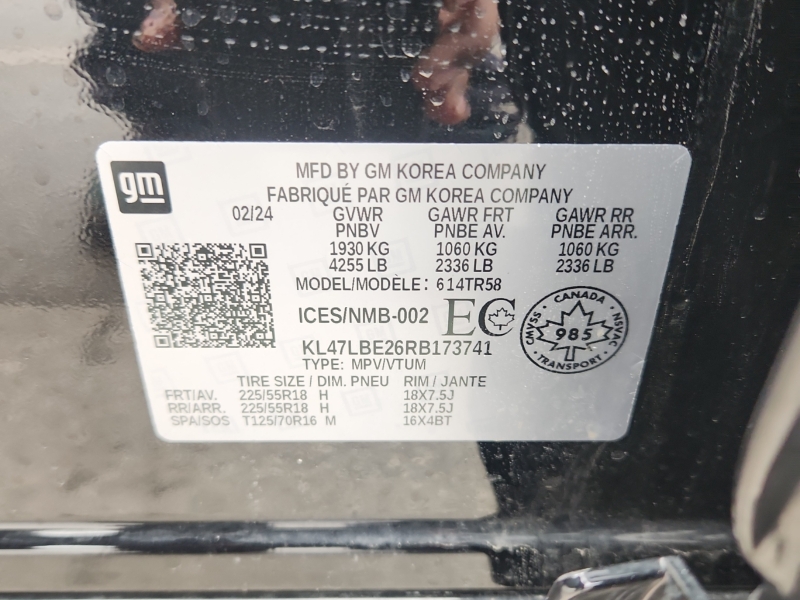 gm
MFD BY GM KOREA COMPANY
FABRIQUÉ PAR GM KOREA COMPANY
02/24 GVWR GAWR FRT GAWR RR
PNBV PNBE AV. PNBE ARR.
1930 KG 1060 KG 1060 KG
4255 LB 2336 LB 2336 LB
MODEL/MODÈLE: 614TR58
ICES/NMB-002 EC
CANADA
CMVSS 985 NSVAC
TRANSPORT
KL47LBE26RB173741
TYPE: MPV/VTUM
TIRE SIZE / DIM. PNEU RIM / JANTE
FRT/AV. 225/55R18 H 18X7.5J
RR/ARR. 225/55R18 H 18X7.5J
SPA/SOS T125/70R16 M 16X4BT